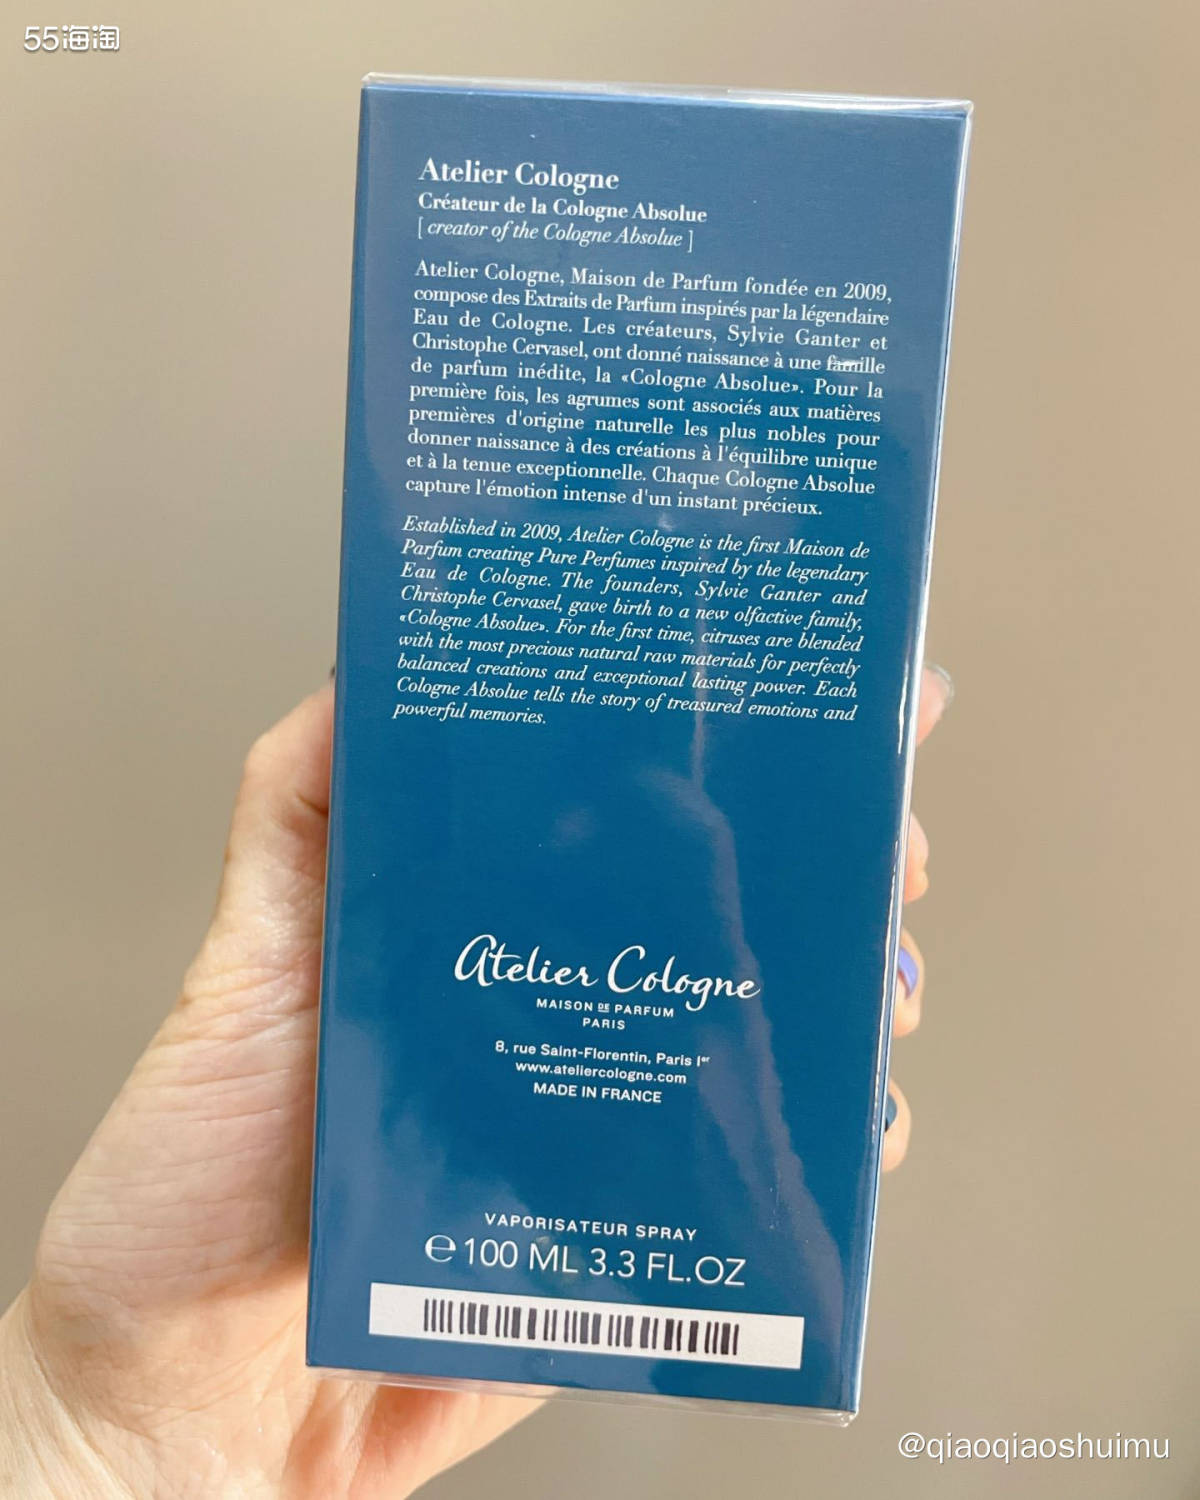 55海淘
Atelier Cologne
Créateur de la Cologne Absolue
[ creator of the Cologne Absolue ]
Atelier Cologne, Maison de Parfum fondée en 2009,
compose des Extraits de Parfum inspirés par la légendaire
Eau de Cologne. Les créateurs, Sylvie Ganter et
Christophe Cervasel, ont donné naissance à une famille
de parfum inédite, la «Cologne Absolue». Pour la
première fois, les agrumes sont associés aux matières
premières d'origine naturelle les plus nobles pour
donner naissance à des créations à l'équilibre unique
et à la tenue exceptionnelle. Chaque Cologne Absolue
capture l'émotion intense d'un instant précieux.
Established in 2009, Atelier Cologne is the first Maison de
Parfum creating Pure Perfumes inspired by the legendary
Eau de Cologne. The founders, Sylvie Ganter and
Christophe Cervasel, gave birth to a new olfactive family,
«Cologne Absolue». For the first time, citruses are blended
with the most precious natural raw materials for perfectly
balanced creations and exceptional lasting power. Each
Cologne Absolue tells the story of treasured emotions and
powerful memories.
Atelier Cologne
MAISON DE PARFUM
PARIS
8, rue Saint-Florentin, Paris Iᵉʳ
www.ateliercologne.com
MADE IN FRANCE
VAPORISATEUR SPRAY
℮100 ML 3.3 FL.OZ
@qiaoqiaoshuimu